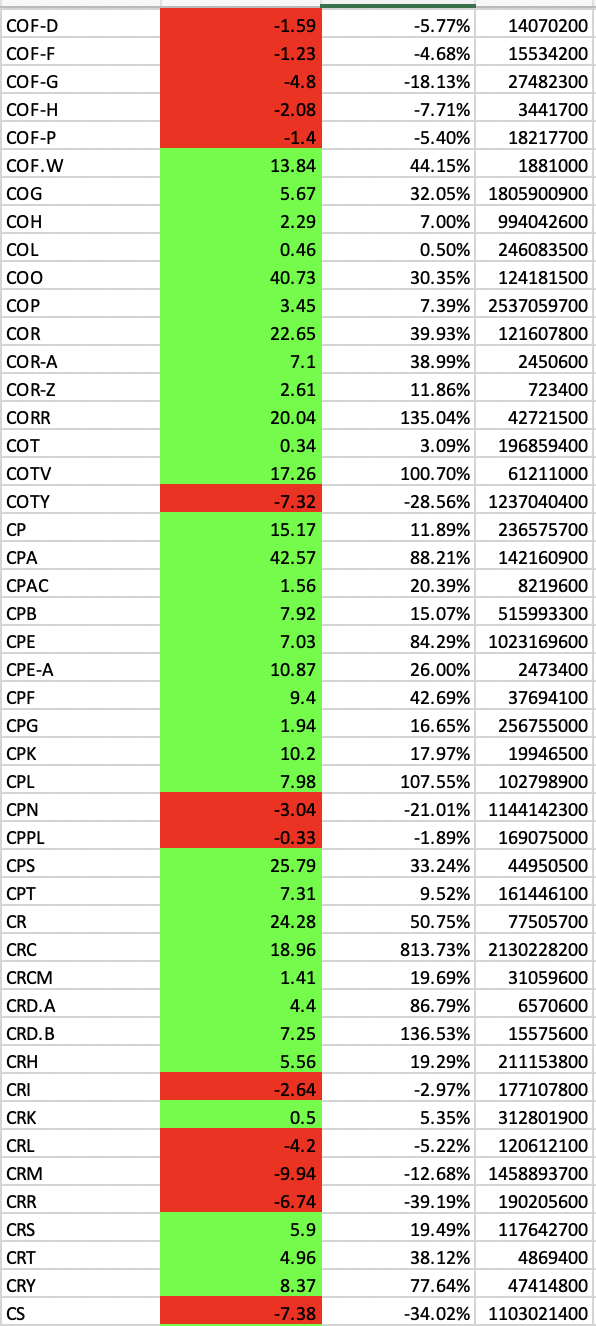 COF-D -1.59 -5.77% 14070200
COF-F -1.23 -4.68% 15534200
COF-G -4.8 -18.13% 27482300
COF-H -2.08 -7.71% 3441700
COF-P -1.4 -5.40% 18217700
COF.W 13.84 44.15% 1881000
COG 5.67 32.05% 1805900900
COH 2.29 7.00% 994042600
COL 0.46 0.50% 246083500
COO 40.73 30.35% 124181500
COP 3.45 7.39% 2537059700
COR 22.65 39.93% 121607800
COR-A 7.1 38.99% 2450600
COR-Z 2.61 11.86% 723400
CORR 20.04 135.04% 42721500
COT 0.34 3.09% 196859400
COTV 17.26 100.70% 61211000
COTY -7.32 -28.56% 1237040400
CP 15.17 11.89% 236575700
CPA 42.57 88.21% 142160900
CPAC 1.56 20.39% 8219600
CPB 7.92 15.07% 515993300
CPE 7.03 84.29% 1023169600
CPE-A 10.87 26.00% 2473400
CPF 9.4 42.69% 37694100
CPG 1.94 16.65% 256755000
CPK 10.2 17.97% 19946500
CPL 7.98 107.55% 102798900
CPN -3.04 -21.01% 1144142300
CPPL -0.33 -1.89% 169075000
CPS 25.79 33.24% 44950500
CPT 7.31 9.52% 161446100
CR 24.28 50.75% 77505700
CRC 18.96 813.73% 2130228200
CRCM 1.41 19.69% 31059600
CRD.A 4.4 86.79% 6570600
CRD.B 7.25 136.53% 15575600
CRH 5.56 19.29% 211153800
CRI -2.64 -2.97% 177107800
CRK 0.5 5.35% 312801900
CRL -4.2 -5.22% 120612100
CRM -9.94 -12.68% 1458893700
CRR -6.74 -39.19% 190205600
CRS 5.9 19.49% 117642700
CRT 4.96 38.12% 4869400
CRY 8.37 77.64% 47414800
CS -7.38 -34.02% 1103021400